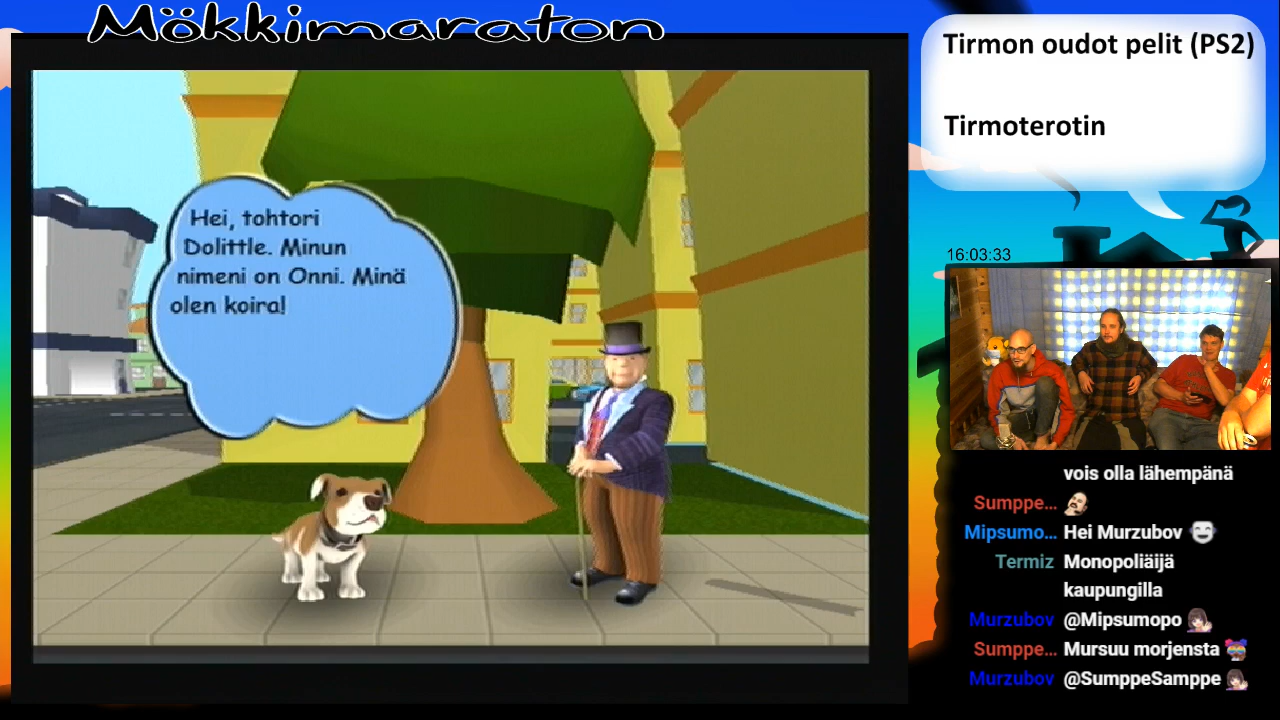 Mökkimaraton
Tirmon oudot pelit (PS2)
Tirmoterotin
Hei, tohtori
Dolittle. Minun
nimeni on Onni. Minä
olen koira!
16:03:33
vois olla lähempänä
Sumppe...
Mipsumo... Hei Murzubov
Termiz Monopoliäijä
kaupungilla
Murzubov @Mipsumopo
Sumppe... Mursuu morjensta
Murzubov @SumppeSamppe